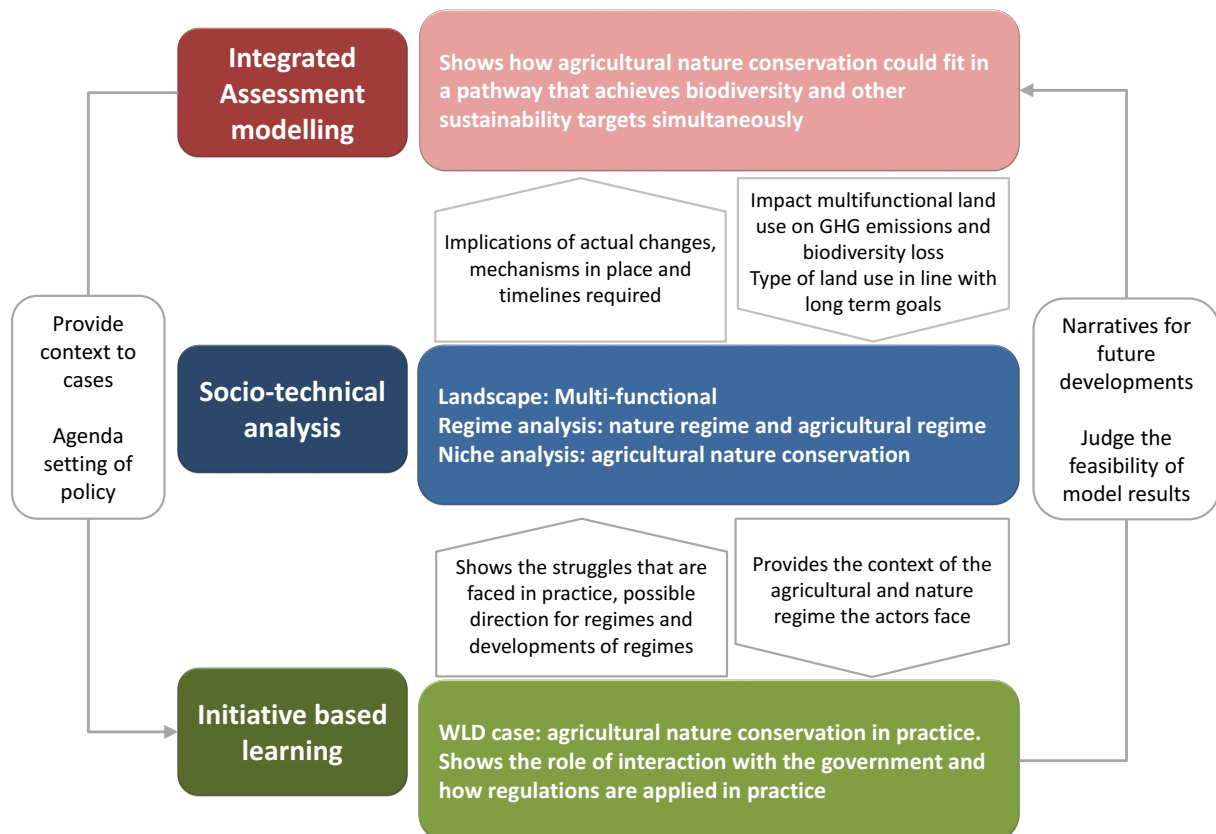 Integrated
Assessment
modelling
Shows how agricultural nature conservation could fit in
a pathway that achieves biodiversity and other
sustainability targets simultaneously
Implications of actual changes,
mechanisms in place and
timelines required
Impact multifunctional land
use on GHG emissions and
biodiversity loss
Type of land use in line with
long term goals
Provide
context to
cases
Agenda
setting of
policy
Socio-technical
analysis
Landscape: Multi-functional
Regime analysis: nature regime and agricultural regime
Niche analysis: agricultural nature conservation
Narratives for
future
developments
Judge the
feasibility of
model results
Shows the struggles that are
faced in practice, possible
direction for regimes and
developments of regimes
Provides the context of the
agricultural and nature
regime the actors face
Initiative based
learning
WLD case: agricultural nature conservation in practice.
Shows the role of interaction with the government and
how regulations are applied in practice